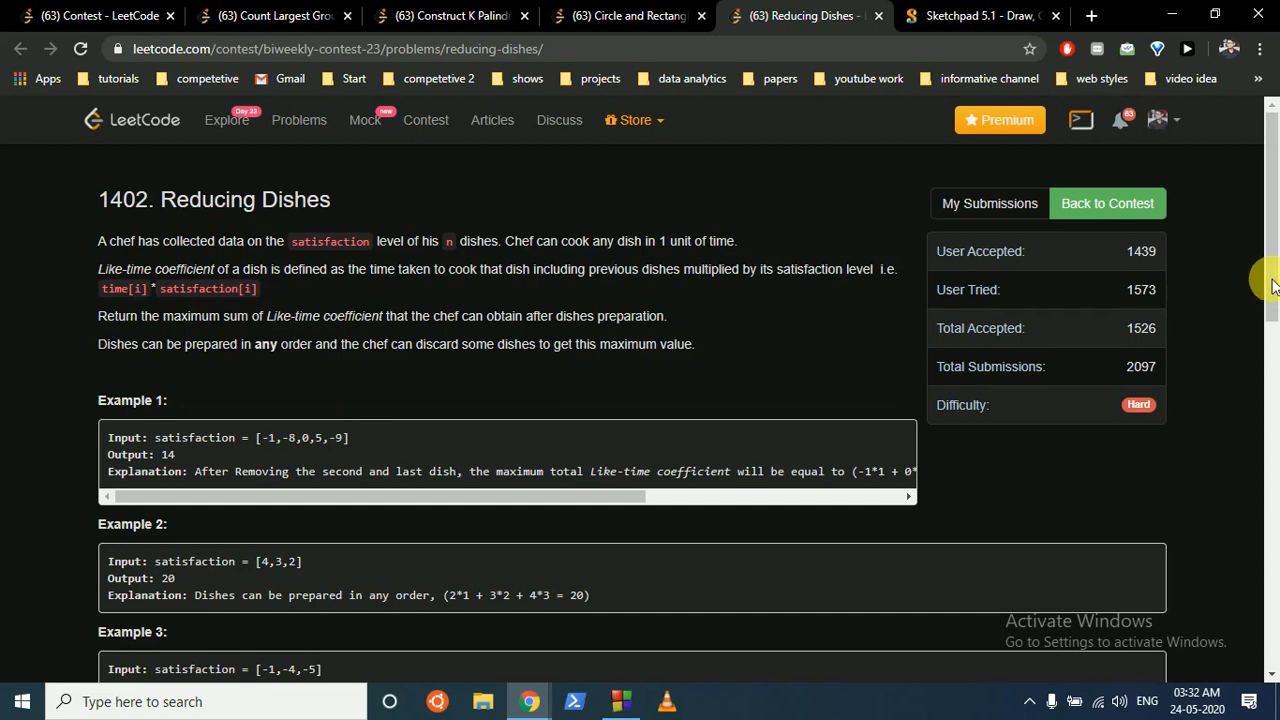 (63) Contest - LeetCode
(63) Count Largest Gro
(63) Construct K Palind
(63) Circle and Rectang
(63) Reducing Dishes - L
Sketchpad 5.1 - Draw, C
leetcode.com/contest/biweekly-contest-23/problems/reducing-dishes/
Apps
tutorials
competetive
Gmail
Start
competetive 2
shows
projects
data analytics
papers
youtube work
informative channel
web styles
video idea
»
LeetCode
Explore
Day 23
Problems
Mock
new
Contest
Articles
Discuss
Store
Premium
63
1402. Reducing Dishes
My Submissions
Back to Contest
A chef has collected data on the satisfaction level of his n dishes. Chef can cook any dish in 1 unit of time.
Like-time coefficient of a dish is defined as the time taken to cook that dish including previous dishes multiplied by its satisfaction level i.e.
time[i]*satisfaction[i]
Return the maximum sum of Like-time coefficient that the chef can obtain after dishes preparation.
Dishes can be prepared in any order and the chef can discard some dishes to get this maximum value.
User Accepted: 1439
User Tried: 1573
Total Accepted: 1526
Total Submissions: 2097
Difficulty: Hard
Example 1:
Input: satisfaction = [-1,-8,0,5,-9]
Output: 14
Explanation: After Removing the second and last dish, the maximum total Like-time coefficient will be equal to (-1*1 + 0*
Example 2:
Input: satisfaction = [4,3,2]
Output: 20
Explanation: Dishes can be prepared in any order, (2*1 + 3*2 + 4*3 = 20)
Example 3:
Input: satisfaction = [-1,-4,-5]
Activate Windows
Go to Settings to activate Windows.
Type here to search
ENG
03:32 AM
24-05-2020